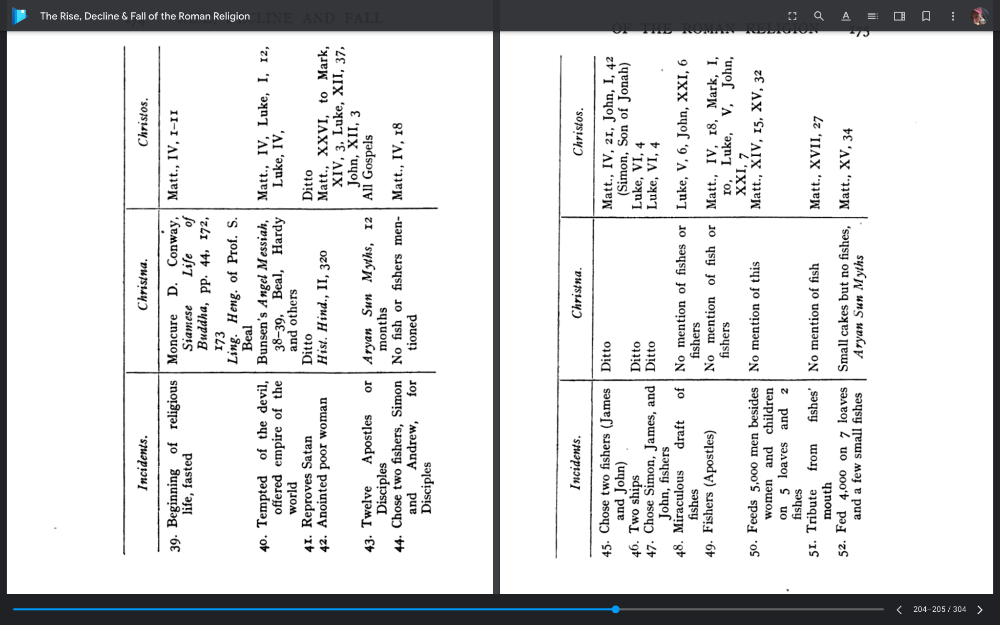 The Rise, Decline & Fall of the Roman Religion
174 RISE, DECLINE AND FALL
Incidents. Christna. Christos.
39. Beginning of religious Moncure D. Conway, Matt., IV, 1-11
life, fasted Siamese Life of
Buddha, pp. 44, 172,
173
Ling. Heng. of Prof. S.
Beal
40. Tempted of the devil, Bunsen's Angel Messiah, Matt., IV, Luke, I, 12,
offered empire of the 38-39, Beal, Hardy Luke, IV,
world and others
41. Reproves Satan Ditto Ditto
42. Anointed poor woman Hist. Hind., II, 320 Matt., XXVI, to Mark,
XIV, 3, Luke, XII, 37,
John, XII, 3
43. Twelve Apostles or Aryan Sun Myths, 12 All Gospels
Disciples months
44. Chose two fishers, Simon No fish or fishers men- Matt., IV, 18
and Andrew, for tioned
Disciples
OF THE ROMAN RELIGION 175
Incidents. Christna. Christos.
45. Chose two fishers (James Ditto Matt., IV, 21, John, I, 42
and John) (Simon, Son of Jonah)
46. Two ships Ditto Luke, VI, 4
47. Chose Simon, James, and Ditto Luke, VI, 4
John, fishers
48. Miraculous draft of No mention of fishes or Luke, V, 6, John, XXI, 6
fishes fishers
49. Fishers (Apostles) No mention of fish or Matt., IV, 18, Mark, I,
fishers 10, Luke, V, John,
XXI, 7
50. Feeds 5,000 men besides No mention of this Matt., XIV, 15, XV, 32
women and children
on 5 loaves and 2
fishes
51. Tribute from fishes' No mention of fish Matt., XVII, 27
mouth
52. Fed 4,000 on 7 loaves Small cakes but no fishes, Matt., XV, 34
and a few small fishes Aryan Sun Myths
204–205 / 304